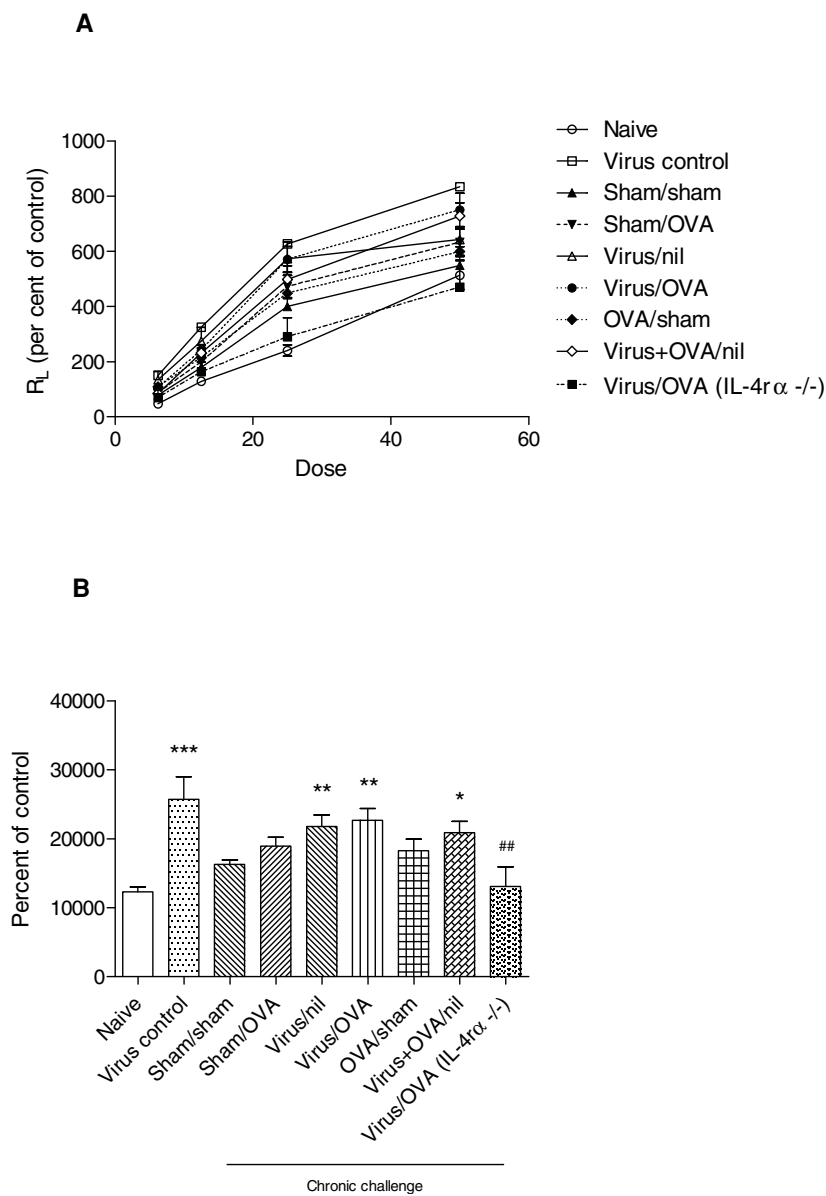 A
1000
800
600
400
200
0
0 20 40 60
R_L (per cent of control)
Dose
Naive
Virus control
Sham/sham
Sham/OVA
Virus/nil
Virus/OVA
OVA/sham
Virus+OVA/nil
Virus/OVA (IL-4rα -/-)
B
40000
30000
20000
10000
0
Percent of control
*** ** ** * ##
Naive
Virus control
Sham/sham
Sham/OVA
Virus/nil
Virus/OVA
OVA/sham
Virus+OVA/nil
Virus/OVA (IL-4rα -/-)
Chronic challenge